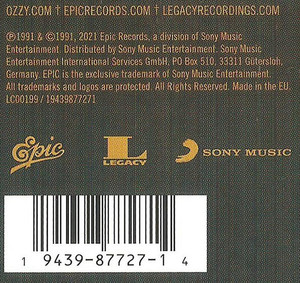 OZZY.COM | EPICRECORDS.COM | LEGACYRECORDINGS.COM
℗1991 & ©1991, 2021 Epic Records, a division of Sony Music
Entertainment. Distributed by Sony Music Entertainment. Sony Music
Entertainment International Services GmbH, PO Box 510, 33311 Gütersloh,
Germany. EPIC is the exclusive trademark of Sony Music Entertainment.
All trademarks and logos are protected. All Rights Reserved. Made in the EU.
LC00199 / 19439877271
Epic
L
LEGACY
SONY MUSIC
1 9439-87727-1 4